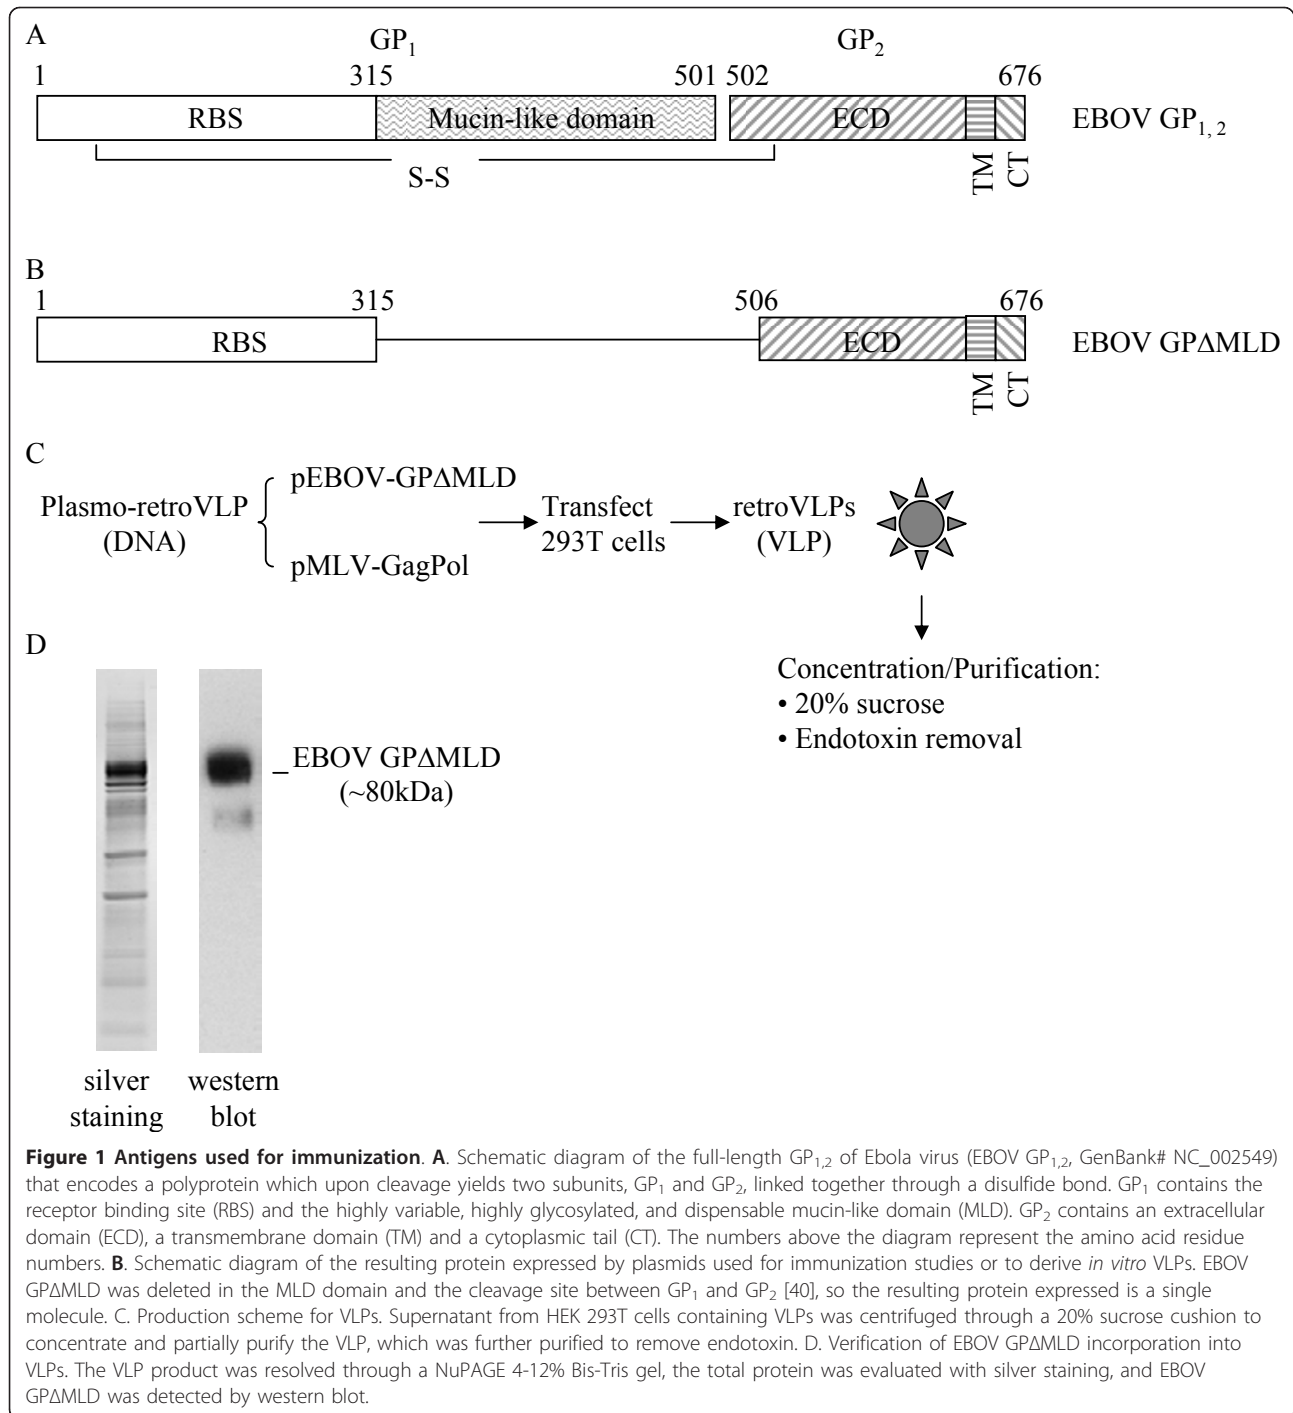 A
GP1 GP2
1 315 501 502 676
RBS Mucin-like domain ECD EBOV GP1, 2
S-S TM CT
B
1 315 506 676
RBS ECD EBOV GPΔMLD
TM CT
C
pEBOV-GPΔMLD
Plasmo-retroVLP Transfect retroVLPs
(DNA) 293T cells (VLP)
pMLV-GagPol
D
Concentration/Purification:
• 20% sucrose
• Endotoxin removal
EBOV GPΔMLD
(~80kDa)
silver western
staining blot
Figure 1 Antigens used for immunization. A. Schematic diagram of the full-length GP1,2 of Ebola virus (EBOV GP1,2, GenBank# NC_002549)
that encodes a polyprotein which upon cleavage yields two subunits, GP1 and GP2, linked together through a disulfide bond. GP1 contains the
receptor binding site (RBS) and the highly variable, highly glycosylated, and dispensable mucin-like domain (MLD). GP2 contains an extracellular
domain (ECD), a transmembrane domain (TM) and a cytoplasmic tail (CT). The numbers above the diagram represent the amino acid residue
numbers. B. Schematic diagram of the resulting protein expressed by plasmids used for immunization studies or to derive in vitro VLPs. EBOV
GPΔMLD was deleted in the MLD domain and the cleavage site between GP1 and GP2 [40], so the resulting protein expressed is a single
molecule. C. Production scheme for VLPs. Supernatant from HEK 293T cells containing VLPs was centrifuged through a 20% sucrose cushion to
concentrate and partially purify the VLP, which was further purified to remove endotoxin. D. Verification of EBOV GPΔMLD incorporation into
VLPs. The VLP product was resolved through a NuPAGE 4-12% Bis-Tris gel, the total protein was evaluated with silver staining, and EBOV
GPΔMLD was detected by western blot.